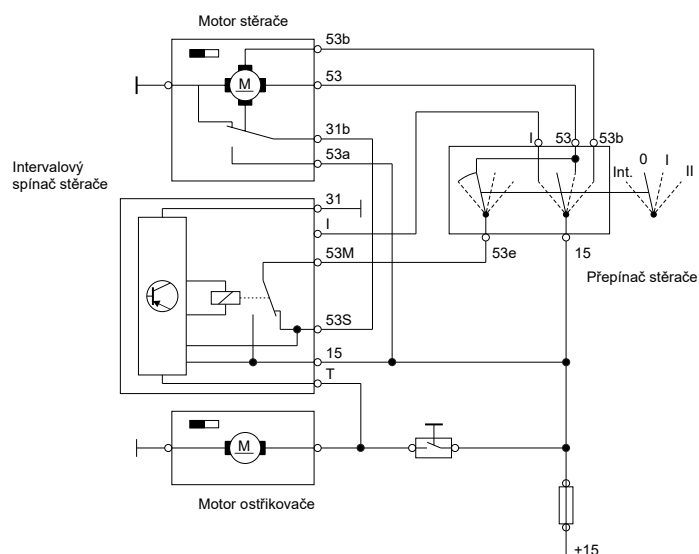 Motor stěrače
53b
M
53
31b
53a
I
53
53b
Int.
0
I
II
Intervalový
spínač stěrače
31
I
53M
53e
15
Přepínač stěrače
53S
15
T
M
Motor ostřikovače
+15